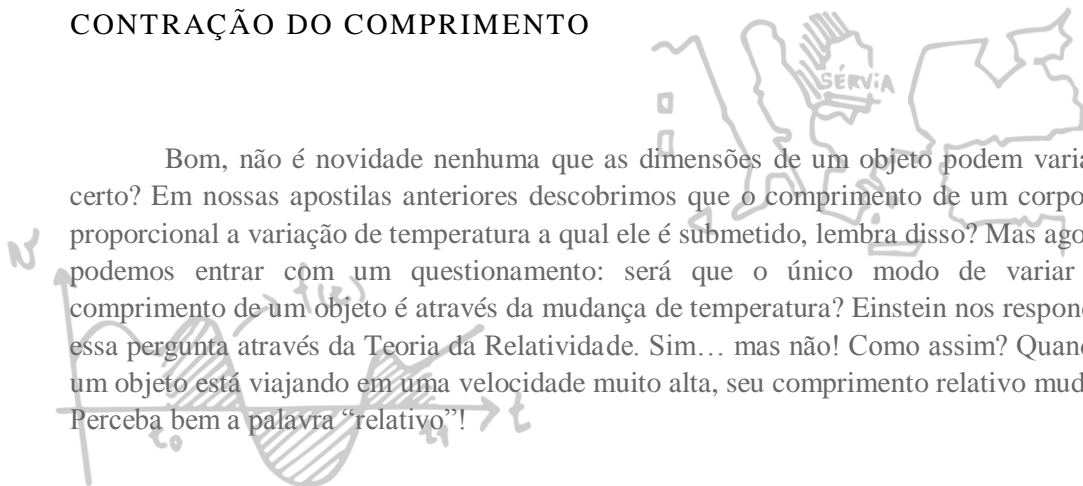 CONTRAÇÃO DO COMPRIMENTO
SÉRVIA
Bom, não é novidade nenhuma que as dimensões de um objeto podem varia
certo? Em nossas apostilas anteriores descobrimos que o comprimento de um corpo
proporcional a variação de temperatura a qual ele é submetido, lembra disso? Mas ago
podemos entrar com um questionamento: será que o único modo de variar
comprimento de um objeto é através da mudança de temperatura? Einstein nos respon
essa pergunta através da Teoria da Relatividade. Sim… mas não! Como assim? Quan
um objeto está viajando em uma velocidade muito alta, seu comprimento relativo mud
Perceba bem a palavra “relativo”!
t₀
t₁
t